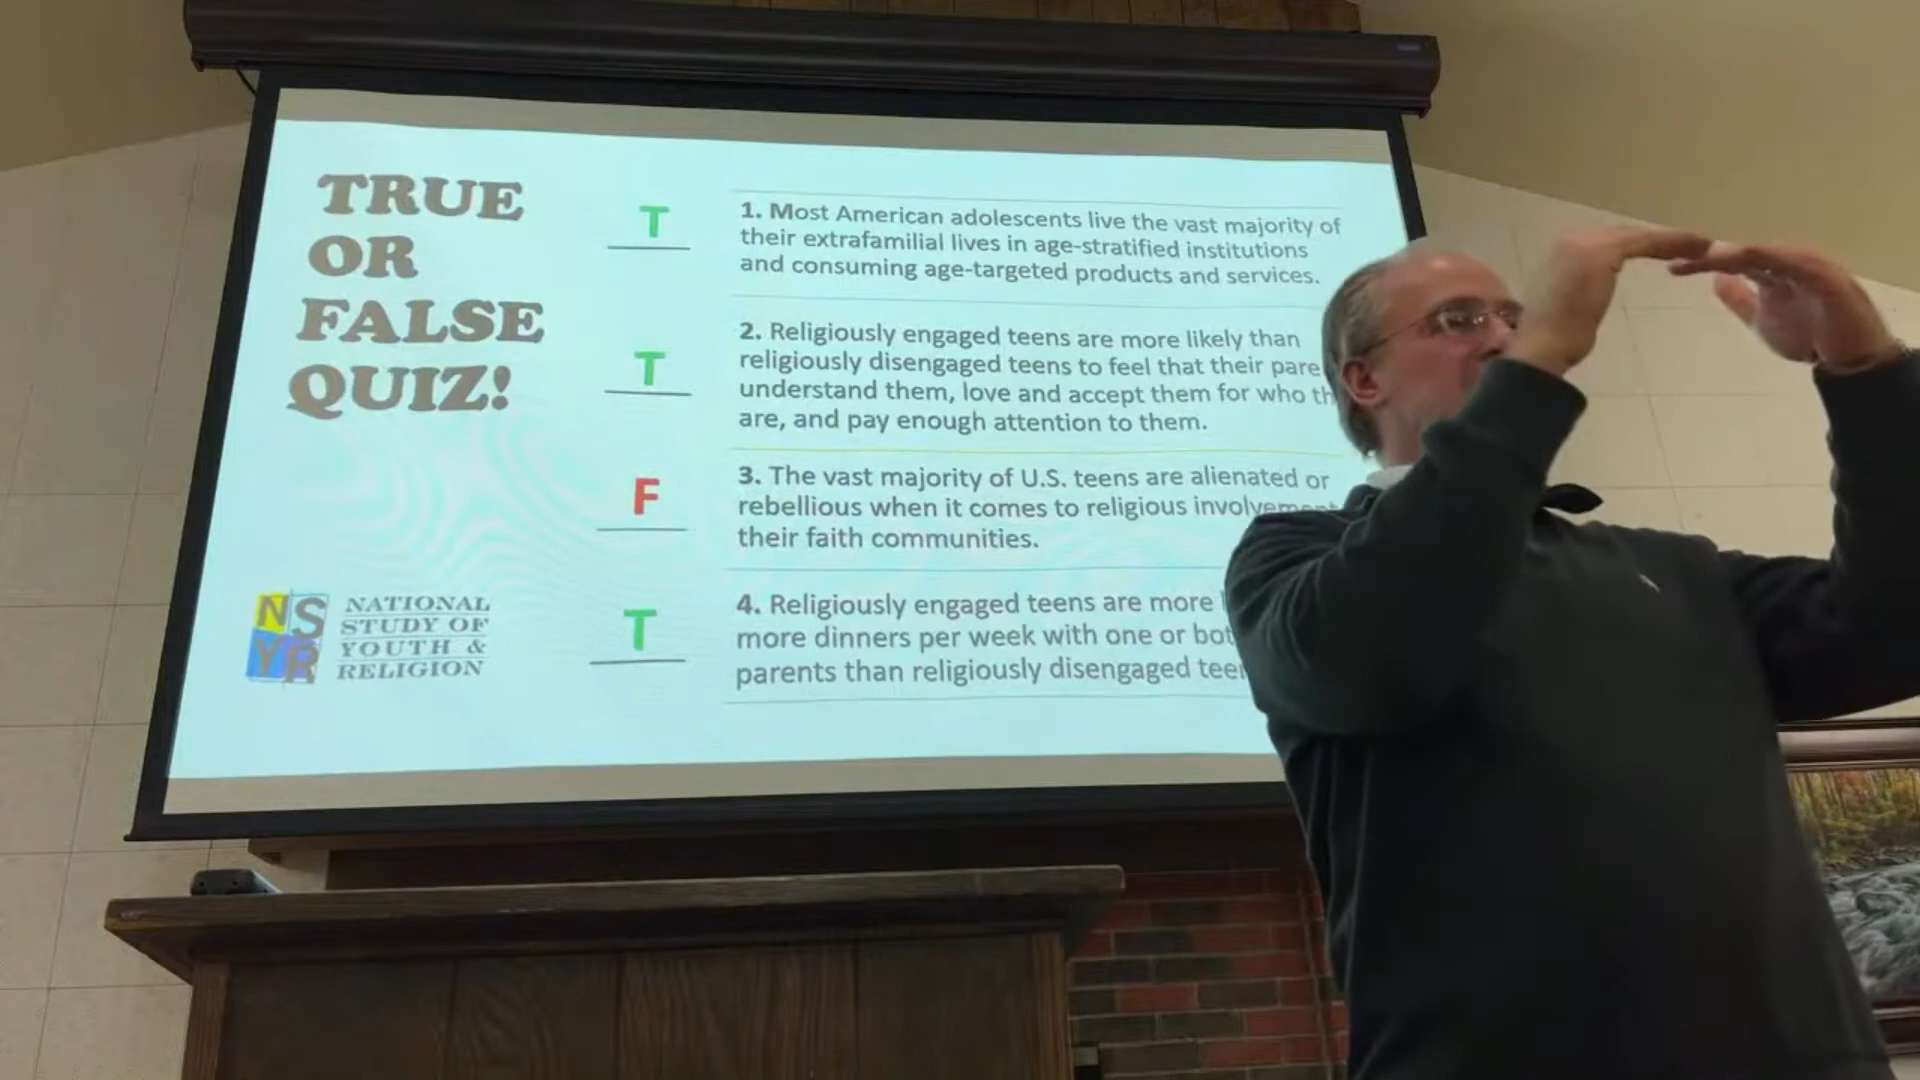 TRUE
OR
FALSE
QUIZ!
T
1. Most American adolescents live the vast majority of
their extrafamilial lives in age-stratified institutions
and consuming age-targeted products and services.
T
2. Religiously engaged teens are more likely than
religiously disengaged teens to feel that their
understand them, love and accept them for who
are, and pay enough attention to them.
F
3. The vast majority of U.S. teens are alienated or
rebellious when it comes to religious involvement
their faith communities.
T
4. Religiously engaged teens are more
more dinners per week with one or
parents than religiously disengaged
NSYR
NATIONAL
STUDY OF
YOUTH &
RELIGION